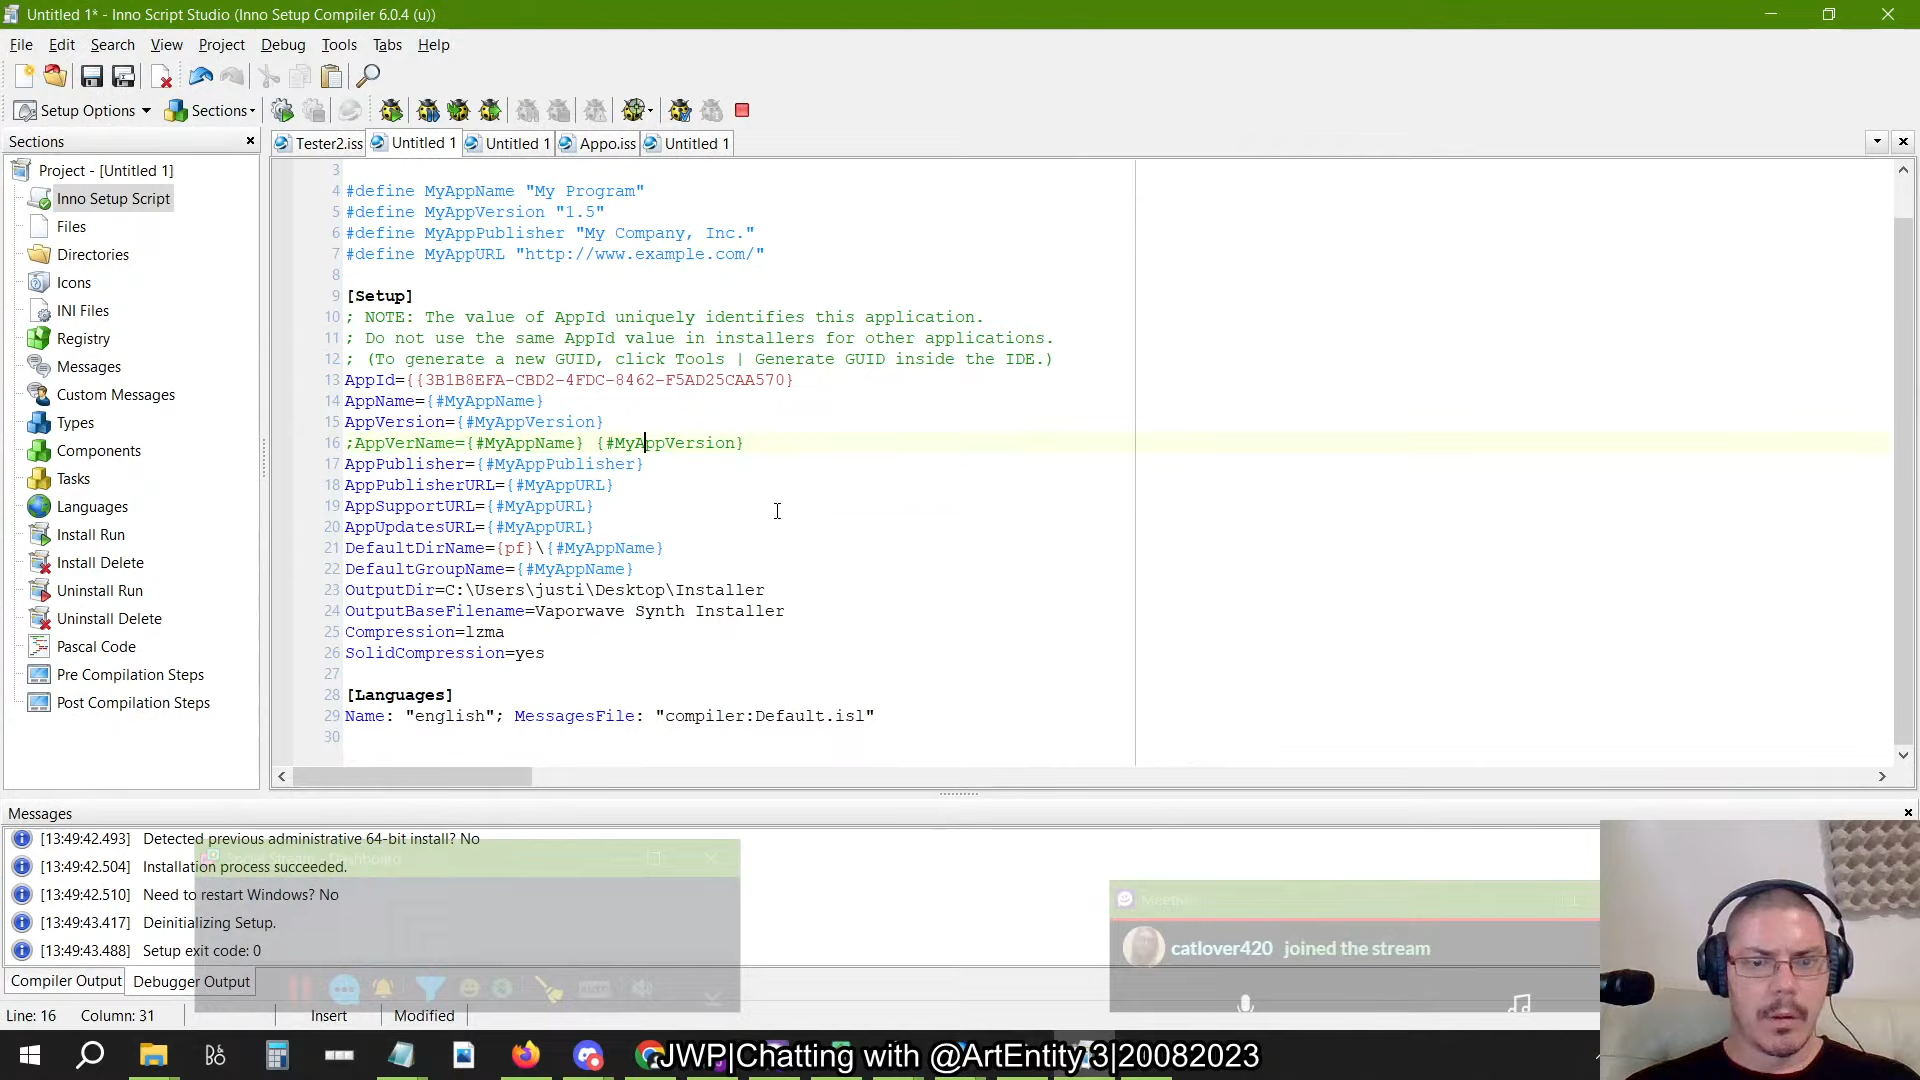 Untitled 1* - Inno Script Studio (Inno Setup Compiler 6.0.4 (u))
File Edit Search View Project Debug Tools Tabs Help
Setup Options Sections
Sections
Tester2.iss Untitled 1 Untitled 1 Appo.iss Untitled 1
Project - [Untitled 1]
Inno Setup Script
Files
Directories
Icons
INI Files
Registry
Messages
Custom Messages
Types
Components
Tasks
Languages
Install Run
Install Delete
Uninstall Run
Uninstall Delete
Pascal Code
Pre Compilation Steps
Post Compilation Steps
3
4 #define MyAppName "My Program"
5 #define MyAppVersion "1.5"
6 #define MyAppPublisher "My Company, Inc."
7 #define MyAppURL "http://www.example.com/"
8
9 [Setup]
10 ; NOTE: The value of AppId uniquely identifies this application.
11 ; Do not use the same AppId value in installers for other applications.
12 ; (To generate a new GUID, click Tools | Generate GUID inside the IDE.)
13 AppId={{3B1B8EFA-CBD2-4FDC-8462-F5AD25CAA570}
14 AppName={#MyAppName}
15 AppVersion={#MyAppVersion}
16 ;AppVerName={#MyAppName} {#MyAppVersion}
17 AppPublisher={#MyAppPublisher}
18 AppPublisherURL={#MyAppURL}
19 AppSupportURL={#MyAppURL}
20 AppUpdatesURL={#MyAppURL}
21 DefaultDirName={pf}\{#MyAppName}
22 DefaultGroupName={#MyAppName}
23 OutputDir=C:\Users\justi\Desktop\Installer
24 OutputBaseFilename=Vaporwave Synth Installer
25 Compression=lzma
26 SolidCompression=yes
27
28 [Languages]
29 Name: "english"; MessagesFile: "compiler:Default.isl"
30
Messages
[13:49:42.493] Detected previous administrative 64-bit install? No
[13:49:42.504] Installation process succeeded.
[13:49:42.510] Need to restart Windows? No
[13:49:43.417] Deinitializing Setup.
[13:49:43.488] Setup exit code: 0
catlover420 joined the stream
Compiler Output Debugger Output
Line: 16 Column: 31 Insert Modified
JWP|Chatting with @ArtEntity 3|20082023